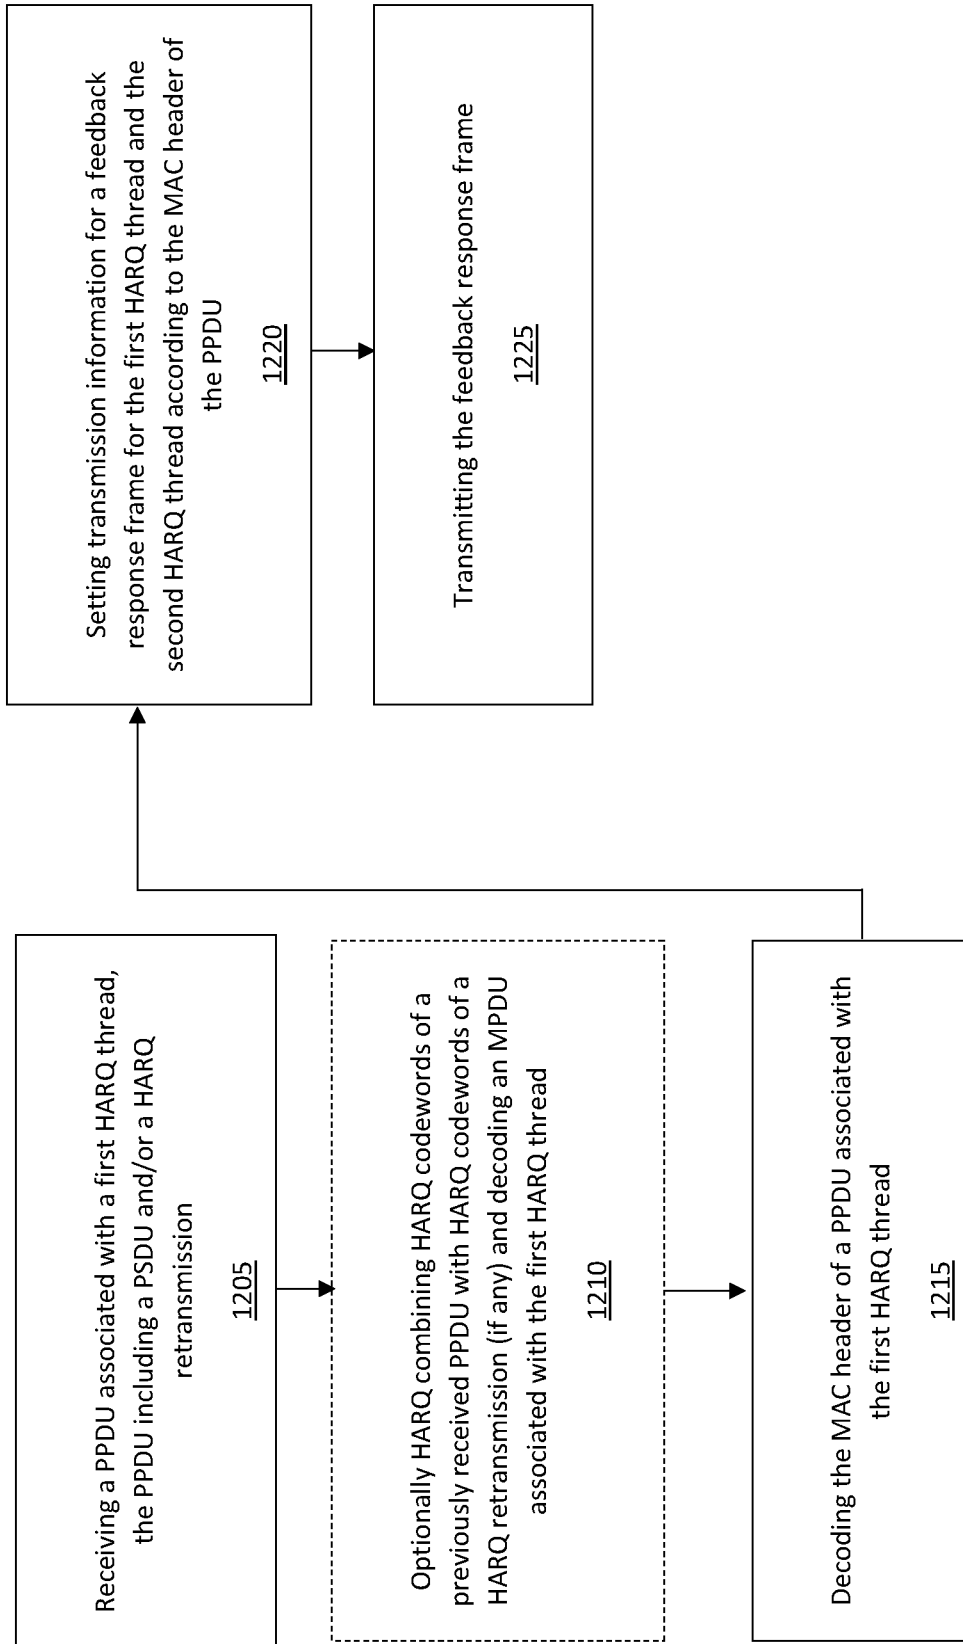 Receiving a PPDU associated with a first HARQ thread,
the PPDU including a PSDU and/or a HARQ
retransmission
1205
Optionally HARQ combining HARQ codewords of a
previously received PPDU with HARQ codewords of a
HARQ retransmission (if any) and decoding an MPDU
associated with the first HARQ thread
1210
Decoding the MAC header of a PPDU associated with
the first HARQ thread
1215
Setting transmission information for a feedback
response frame for the first HARQ thread and the
second HARQ thread according to the MAC header of
the PPDU
1220
Transmitting the feedback response frame
1225